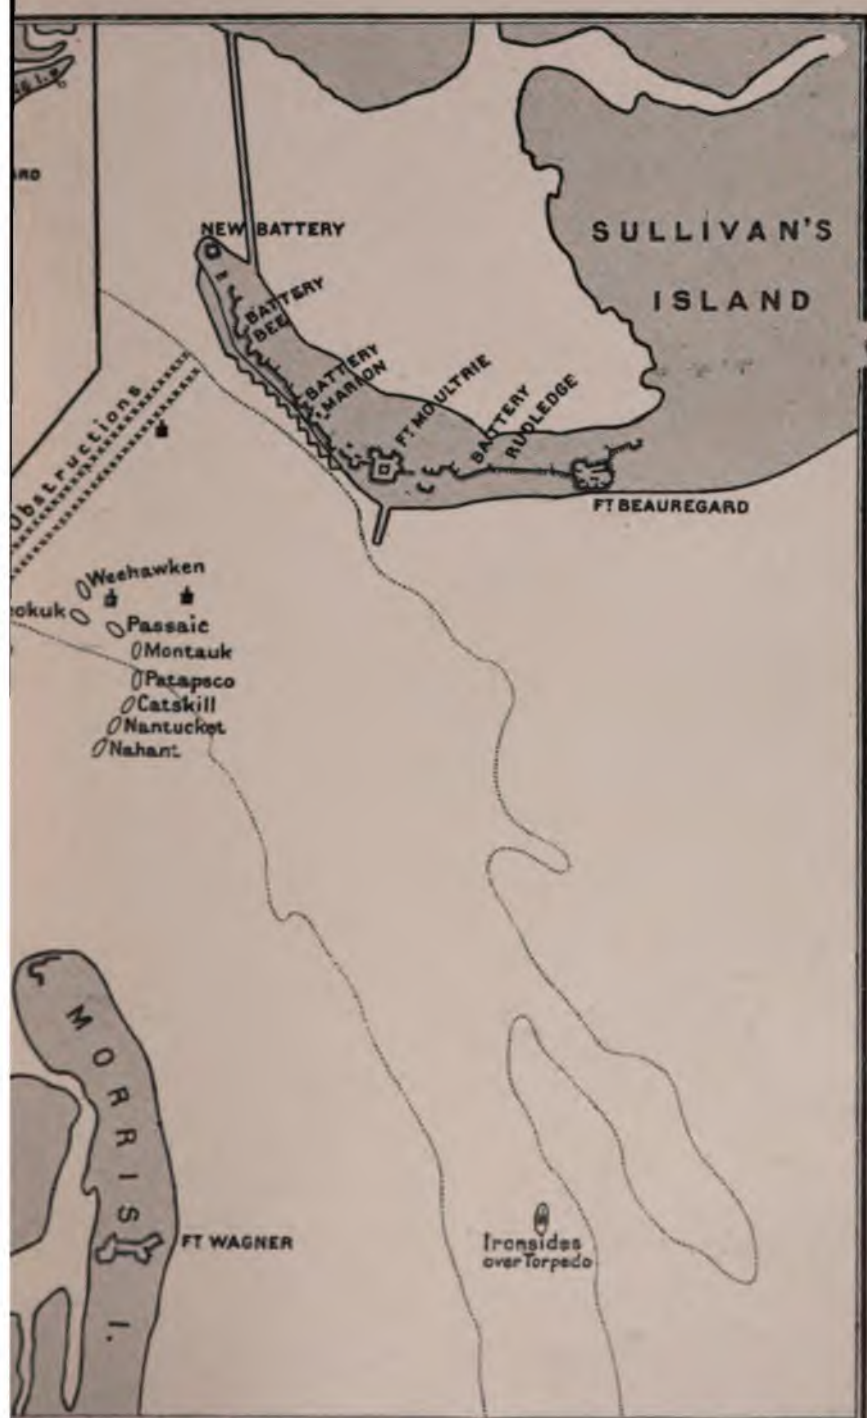 NEW BATTERY
SULLIVAN'S
ISLAND
BATTERY
BEE
BATTERY
MARION
FT MOULTRIE
BATTERY
RUDLEDGE
FT BEAUREGARD
Obstructions
Weehawken
eokuk
Passaic
Montauk
Patapsco
Catskill
Nantucket
Nahant
MORRIS
I.
FT WAGNER
Ironsides
over Torpedo